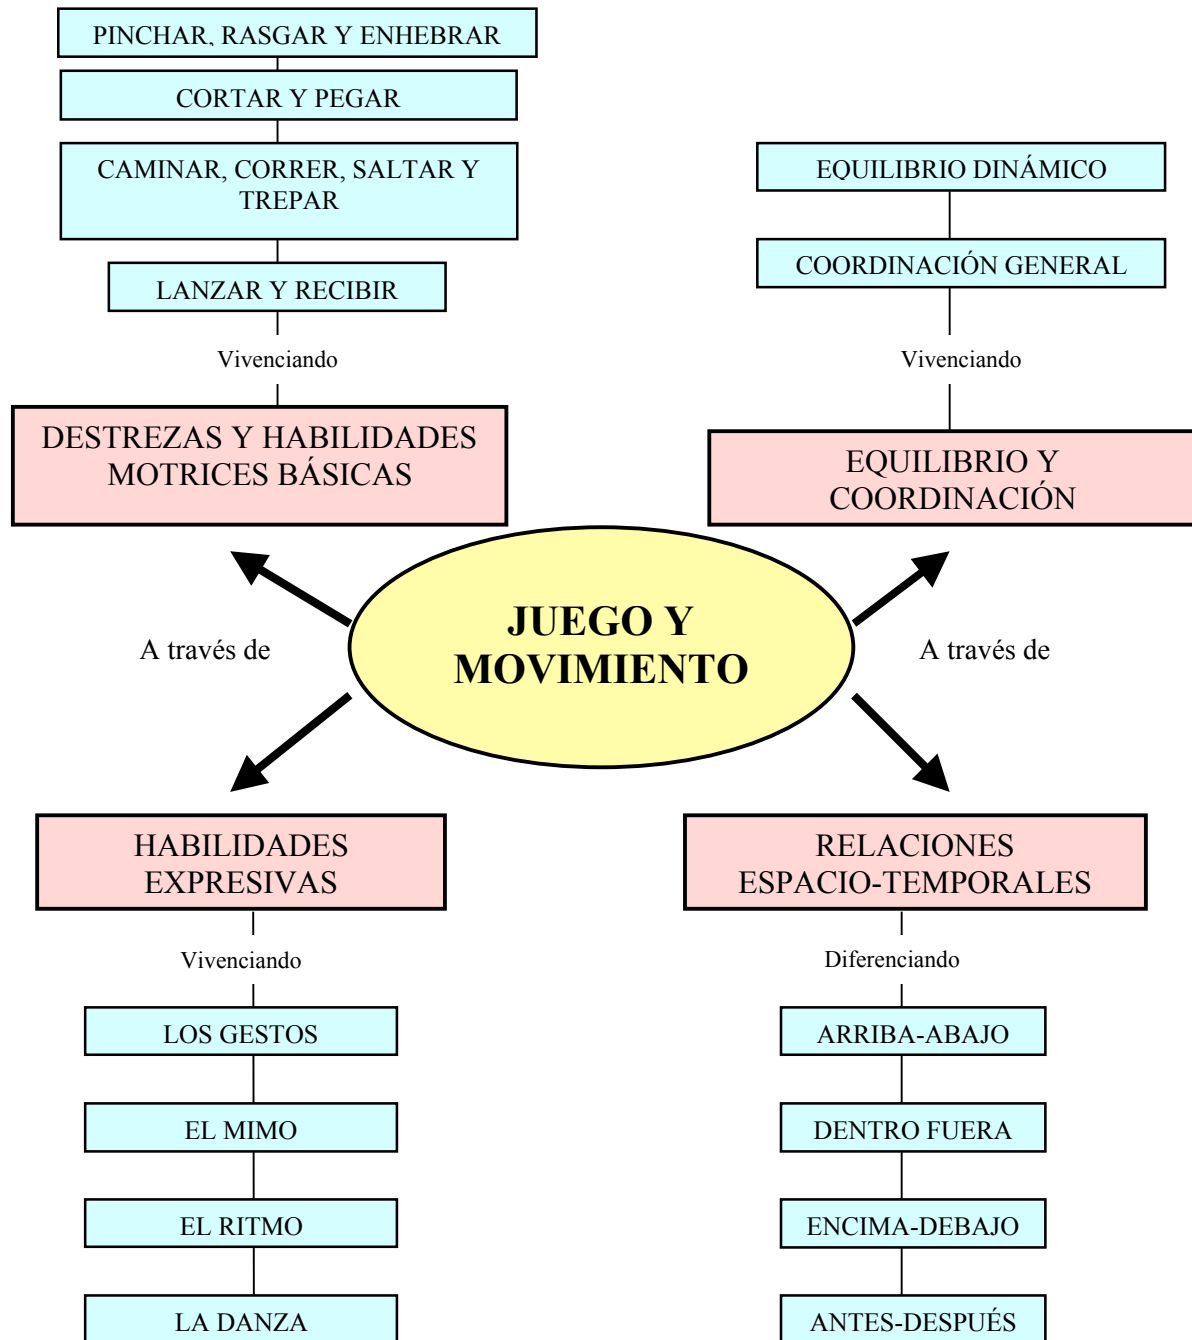 PINCHAR, RASGAR Y ENHEBRAR
CORTAR Y PEGAR
CAMINAR, CORRER, SALTAR Y
TREPAR
LANZAR Y RECIBIR
Vivenciando
DESTREZAS Y HABILIDADES
MOTRICES BÁSICAS
EQUILIBRIO DINÁMICO
COORDINACIÓN GENERAL
Vivenciando
EQUILIBRIO Y
COORDINACIÓN
JUEGO Y
MOVIMIENTO
A través de
A través de
HABILIDADES
EXPRESIVAS
Vivenciando
LOS GESTOS
EL MIMO
EL RITMO
LA DANZA
RELACIONES
ESPACIO-TEMPORALES
Diferenciando
ARRIBA-ABAJO
DENTRO FUERA
ENCIMA-DEBAJO
ANTES-DESPUÉS